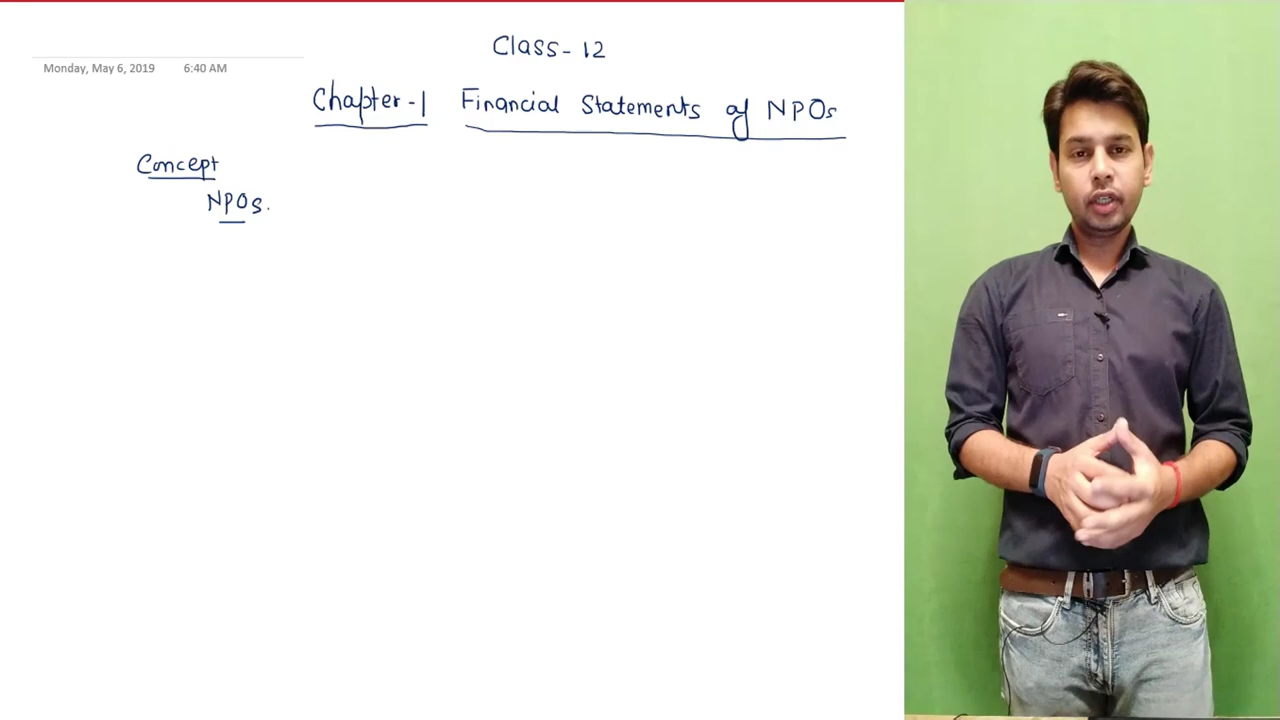 Class - 12
Monday, May 6, 2019 6:40 AM
Chapter - 1 Financial Statements of NPOs
Concept
NPOs.